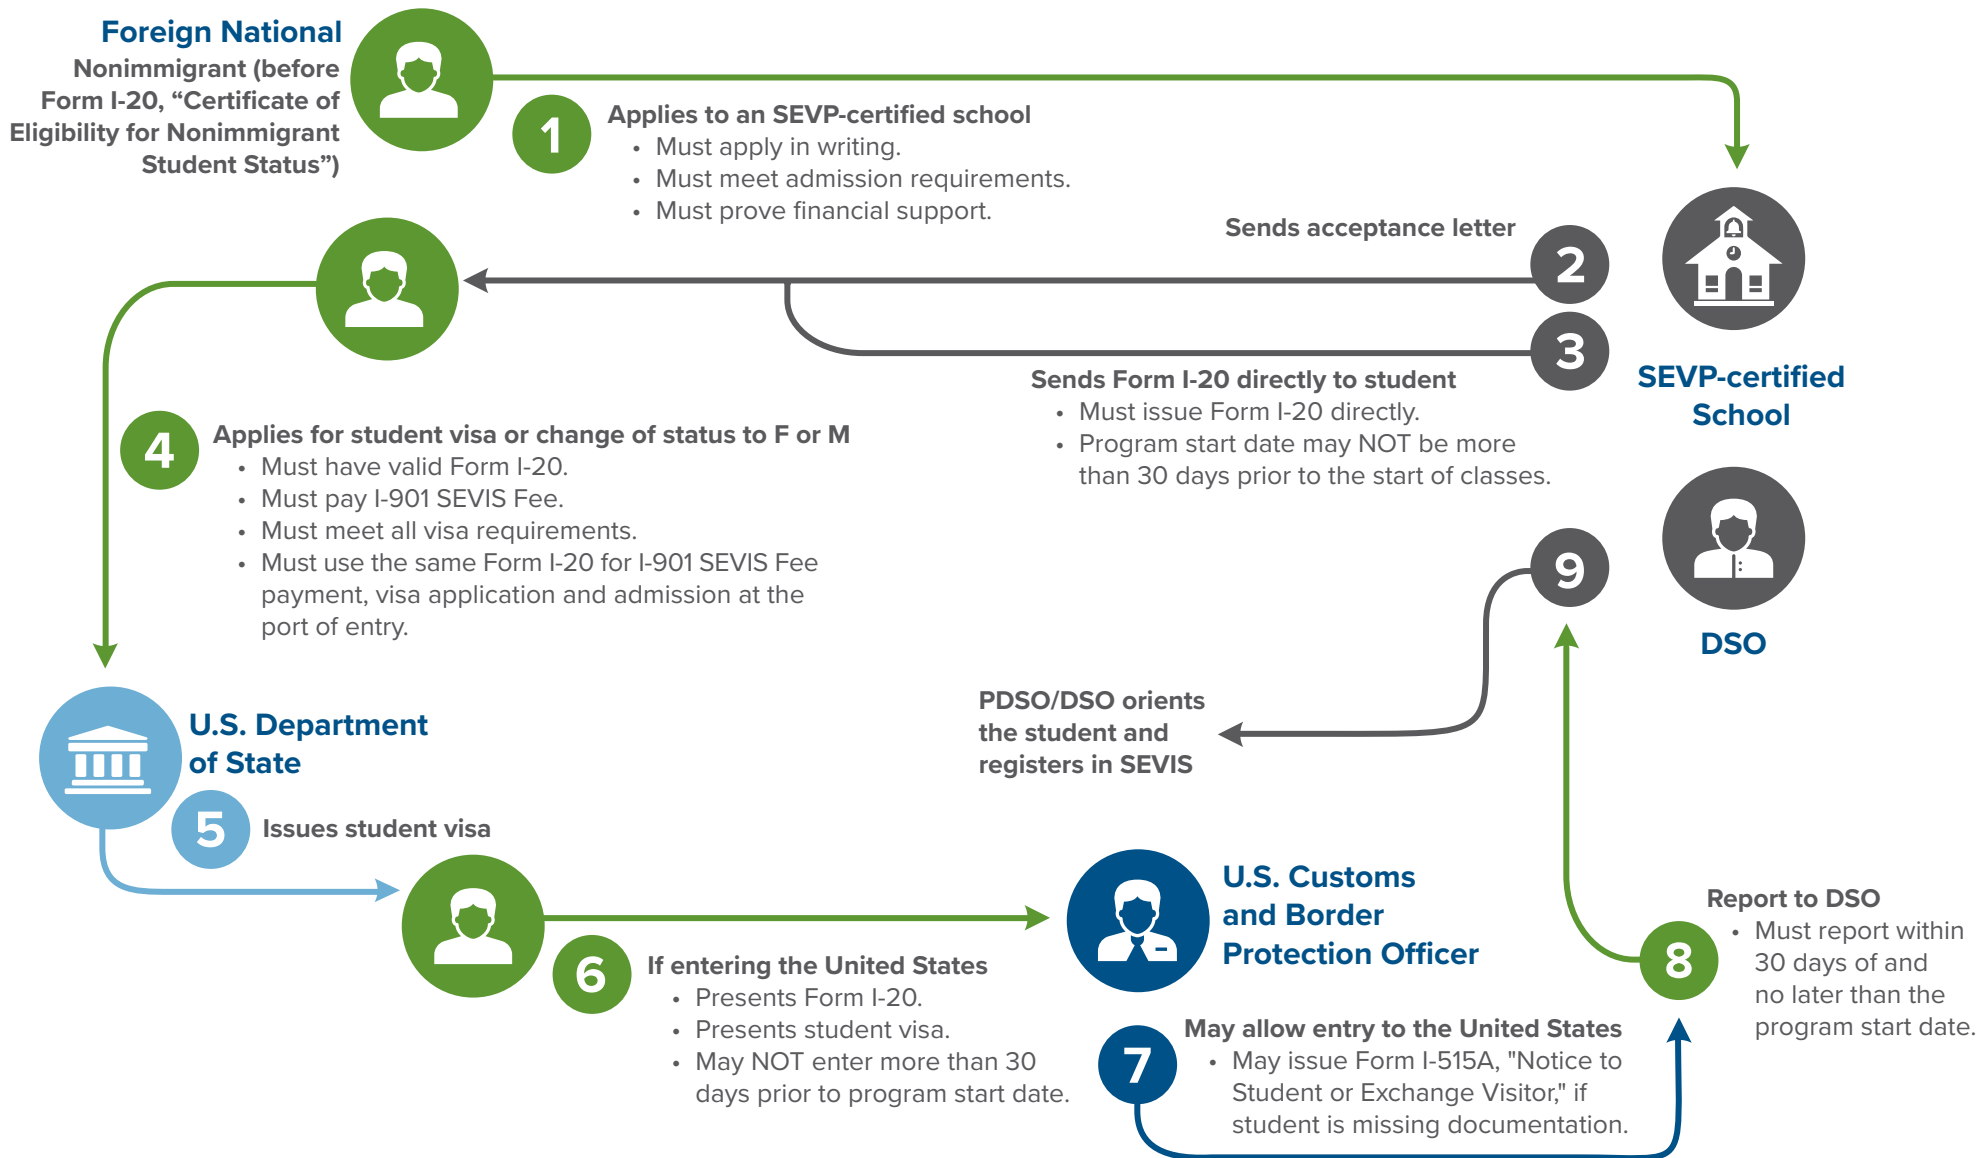 Foreign National
Nonimmigrant (before
Form I-20, “Certificate of
Eligibility for Nonimmigrant
Student Status”)
1
Applies to an SEVP-certified school
• Must apply in writing.
• Must meet admission requirements.
• Must prove financial support.
Sends acceptance letter
2
3
Sends Form I-20 directly to student
• Must issue Form I-20 directly.
• Program start date may NOT be more
than 30 days prior to the start of classes.
SEVP-certified
School
4
Applies for student visa or change of status to F or M
• Must have valid Form I-20.
• Must pay I-901 SEVIS Fee.
• Must meet all visa requirements.
• Must use the same Form I-20 for I-901 SEVIS Fee
payment, visa application and admission at the
port of entry.
U.S. Department
of State
5
Issues student visa
6
If entering the United States
• Presents Form I-20.
• Presents student visa.
• May NOT enter more than 30
days prior to program start date.
U.S. Customs
and Border
Protection Officer
7
May allow entry to the United States
• May issue Form I-515A, "Notice to
Student or Exchange Visitor," if
student is missing documentation.
8
Report to DSO
• Must report within
30 days of and
no later than the
program start date.
9
DSO
PDSO/DSO orients
the student and
registers in SEVIS